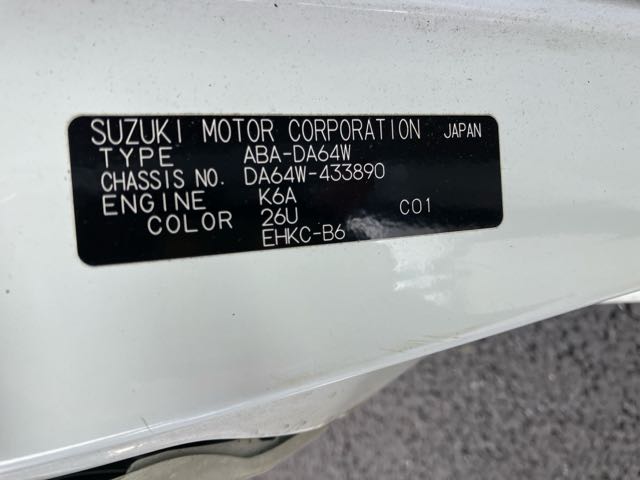 SUZUKI MOTOR CORPORATION JAPAN
TYPE ABA-DA64W
CHASSIS NO. DA64W-433890
ENGINE K6A
COLOR 26U C01
EHKC-B6